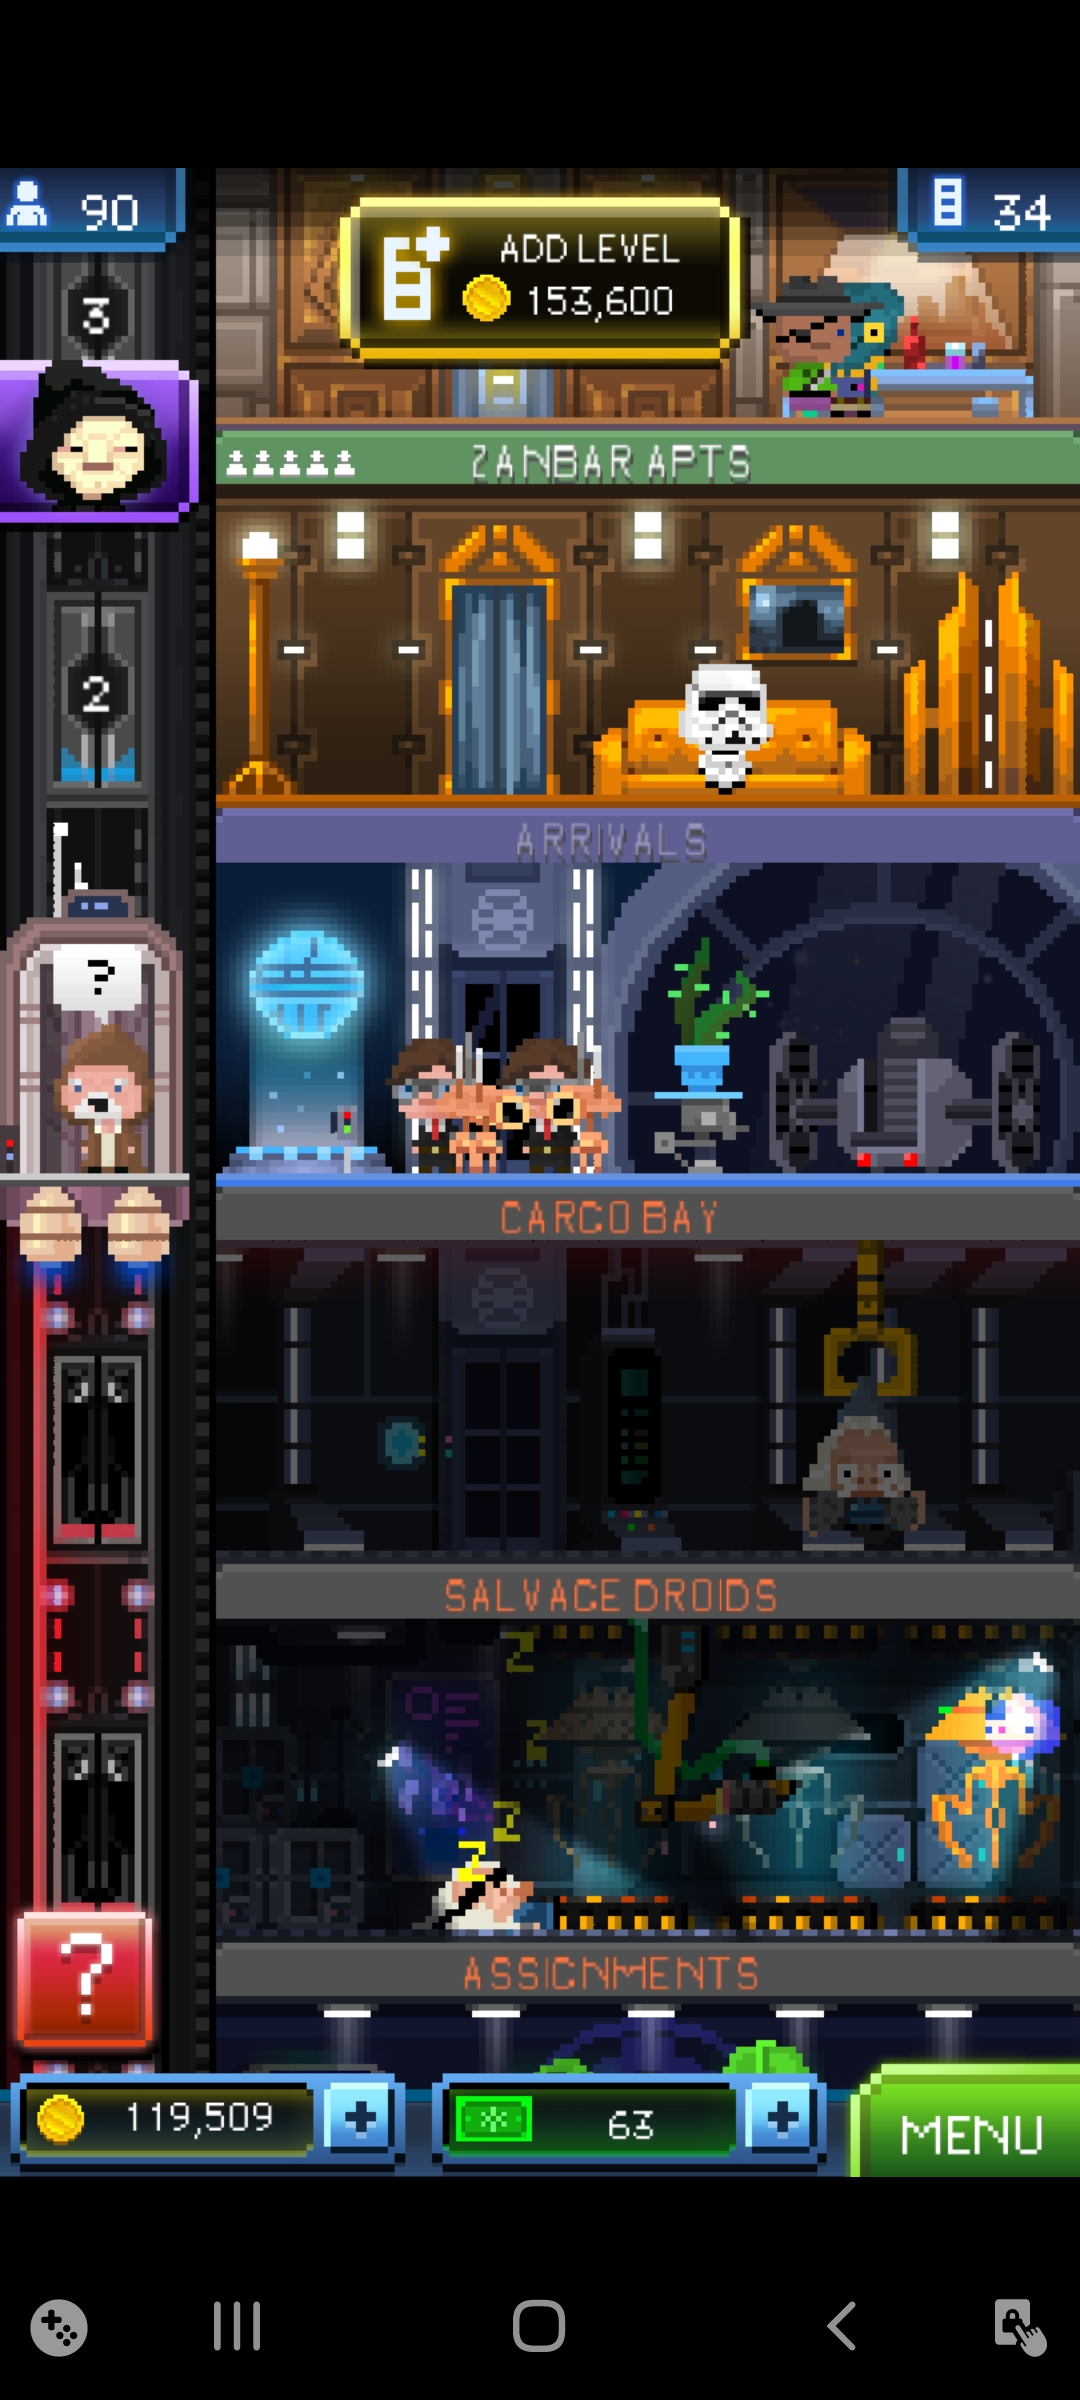 90
ADD LEVEL
153,600
34
3
ZANBAR APTS
2
ARRIVALS
?
CARGO BAY
SALVAGE DROIDS
Z
Z
Z
Z
?
ASSIGNMENTS
119,509
+
63
+
MENU